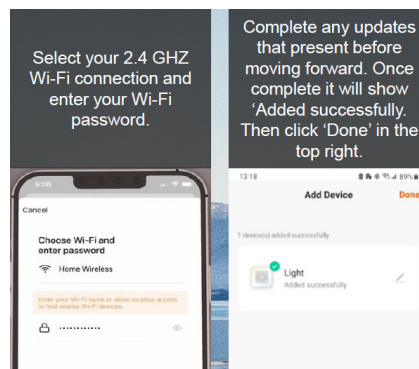 Select your 2.4 GHZ
Wi-Fi connection and
enter your Wi-Fi
password.
9:06
Cancel
Choose Wi-Fi and
enter password
Home Wireless
Enter your Wi-Fi name or allow location access
to find nearby Wi-Fi devices.
Complete any updates
that present before
moving forward. Once
complete it will show
‘Added successfully.
Then click ‘Done’ in the
top right.
13:18
89%
Add Device
Done
1 device(s) added successfully
Light
Added successfully